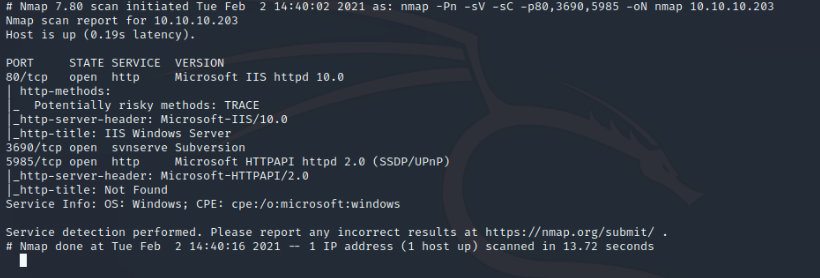 # Nmap 7.80 scan initiated Tue Feb  2 14:40:02 2021 as: nmap -Pn -sV -sC -p80,3690,5985 -oN nmap 10.10.10.203
Nmap scan report for 10.10.10.203
Host is up (0.19s latency).

PORT     STATE SERVICE  VERSION
80/tcp   open  http     Microsoft IIS httpd 10.0
| http-methods:
|_  Potentially risky methods: TRACE
|_http-server-header: Microsoft-IIS/10.0
|_http-title: IIS Windows Server
3690/tcp open  svnserve Subversion
5985/tcp open  http     Microsoft HTTPAPI httpd 2.0 (SSDP/UPnP)
|_http-server-header: Microsoft-HTTPAPI/2.0
|_http-title: Not Found
Service Info: OS: Windows; CPE: cpe:/o:microsoft:windows

Service detection performed. Please report any incorrect results at https://nmap.org/submit/ .
# Nmap done at Tue Feb  2 14:40:16 2021 -- 1 IP address (1 host up) scanned in 13.72 seconds